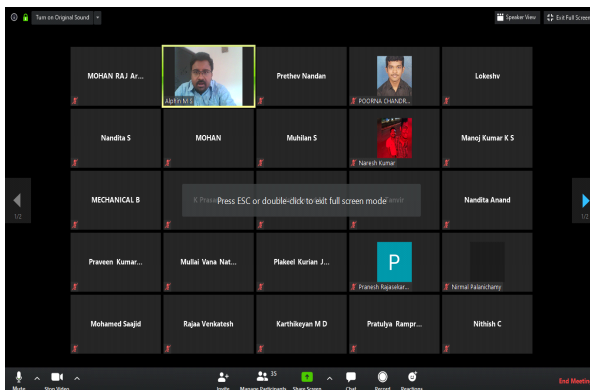 Turn on Original Sound
Speaker View
Exit Full Screen
MOHAN RAJ Ar...
Alphin M S
Prethev Nandan
POORNA CHANDR...
Lokeshv
Nandita S
MOHAN
Muhilan S
Naresh Kumar
Manoj Kumar K S
MECHANICAL B
Press ESC or double-click to exit full screen mode
Nandita Anand
1/2
1/2
Praveen Kumar...
Mullai Vana Nat...
Plakeel Kurian J...
P
Pranesh Rajasekar...
Nirmal Palanichamy
Mohamed Saajid
Rajaa Venkatesh
Karthikeyan M D
Pratulya Rampr...
Nithish C
35
Mute
Stop Video
Invite
Manage Participants
Share Screen
Chat
Record
Reactions
End Meeting